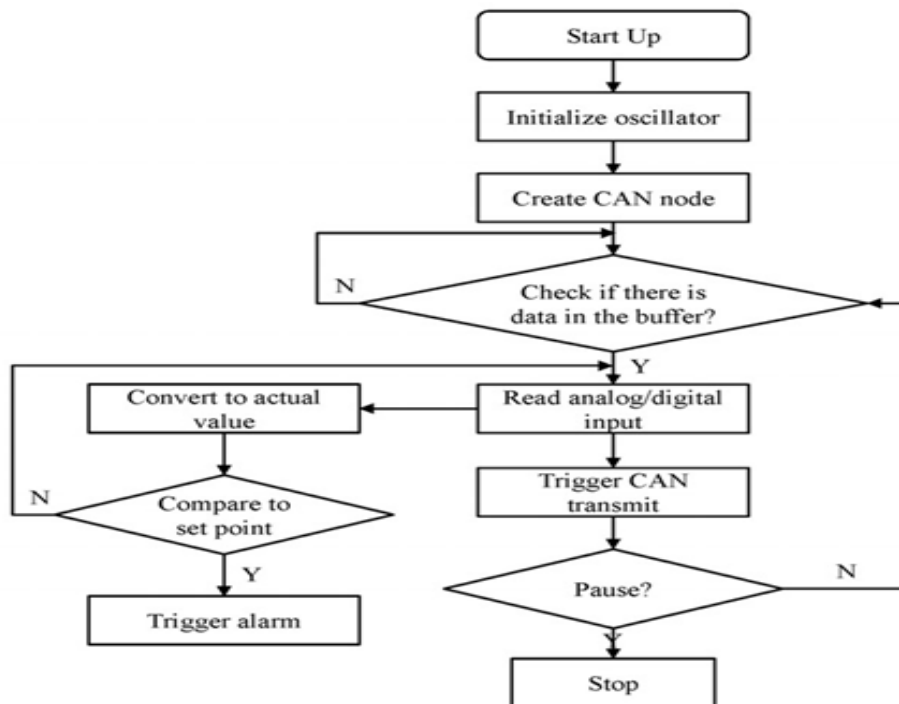 Start Up
Initialize oscillator
Create CAN node
N
Check if there is
data in the buffer?
Y
Convert to actual
value
Read analog/digital
input
N
Compare to
set point
Trigger CAN
transmit
Y
Pause?
N
Trigger alarm
Y
Stop